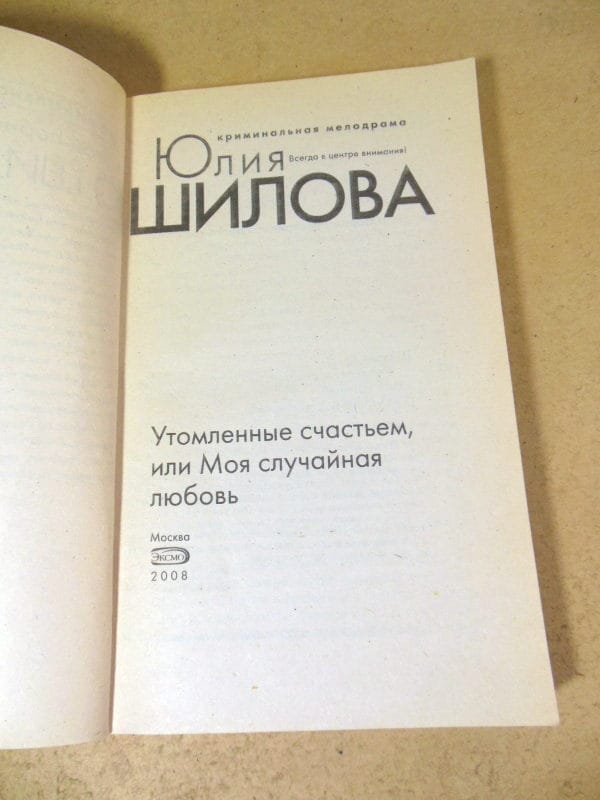 криминальная мелодрама
Юлия
Всегда в центре внимания!
ШИЛОВА
Утомленные счастьем,
или Моя случайная
любовь
Москва
ЭКСМО
2008